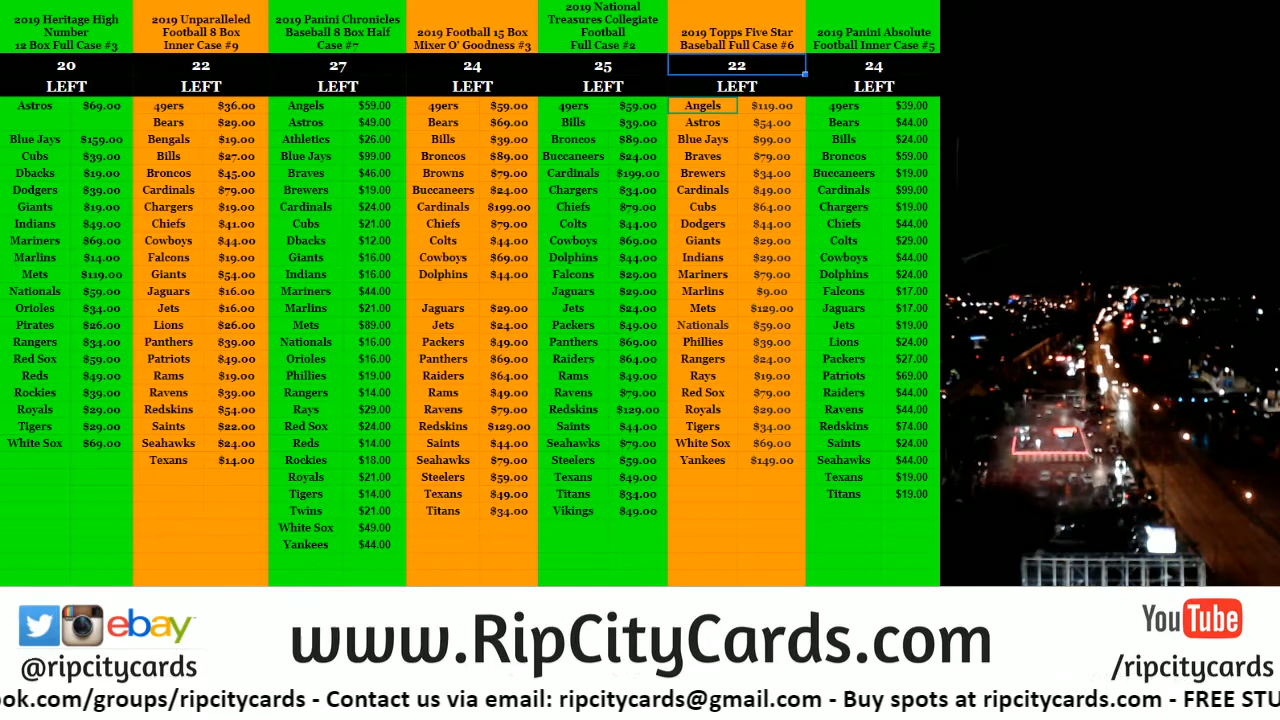 2019 Heritage High
Number
12 Box Full Case #3
20
LEFT
Astros $69.00
Blue Jays $159.00
Cubs $39.00
Dbacks $19.00
Dodgers $39.00
Giants $19.00
Indians $49.00
Mariners $69.00
Marlins $14.00
Mets $119.00
Nationals $59.00
Orioles $34.00
Pirates $26.00
Rangers $34.00
Red Sox $59.00
Reds $49.00
Rockies $39.00
Royals $29.00
Tigers $29.00
White Sox $69.00
2019 Unparalleled
Football 8 Box
Inner Case #9
22
LEFT
49ers $36.00
Bears $29.00
Bengals $19.00
Bills $27.00
Broncos $45.00
Cardinals $79.00
Chargers $19.00
Chiefs $41.00
Cowboys $44.00
Falcons $19.00
Giants $54.00
Jaguars $16.00
Jets $16.00
Lions $26.00
Panthers $39.00
Patriots $49.00
Rams $19.00
Ravens $39.00
Redskins $54.00
Saints $22.00
Seahawks $24.00
Texans $14.00
2019 Panini Chronicles
Baseball 8 Box Half
Case #7
27
LEFT
Angels $59.00
Astros $49.00
Athletics $26.00
Blue Jays $99.00
Braves $46.00
Brewers $19.00
Cardinals $24.00
Cubs $21.00
Dbacks $12.00
Giants $16.00
Indians $16.00
Mariners $44.00
Marlins $21.00
Mets $89.00
Nationals $16.00
Orioles $16.00
Phillies $19.00
Rangers $14.00
Rays $29.00
Red Sox $24.00
Reds $14.00
Rockies $18.00
Royals $21.00
Tigers $14.00
Twins $21.00
White Sox $49.00
Yankees $44.00
2019 Football 15 Box
Mixer O' Goodness #3
24
LEFT
49ers $59.00
Bears $69.00
Bills $39.00
Broncos $89.00
Browns $79.00
Buccaneers $24.00
Cardinals $199.00
Chiefs $79.00
Colts $44.00
Cowboys $69.00
Dolphins $44.00
Jaguars $29.00
Jets $24.00
Packers $49.00
Panthers $69.00
Raiders $64.00
Rams $49.00
Ravens $79.00
Redskins $129.00
Saints $44.00
Seahawks $79.00
Steelers $59.00
Texans $49.00
Titans $34.00
2019 National
Treasures Collegiate
Football
Full Case #2
25
LEFT
49ers $59.00
Bills $39.00
Broncos $89.00
Buccaneers $24.00
Cardinals $199.00
Chargers $34.00
Chiefs $79.00
Colts $44.00
Cowboys $69.00
Dolphins $44.00
Falcons $29.00
Jaguars $29.00
Jets $24.00
Packers $49.00
Panthers $69.00
Raiders $64.00
Rams $49.00
Ravens $79.00
Redskins $129.00
Saints $44.00
Seahawks $79.00
Steelers $59.00
Texans $49.00
Titans $34.00
Vikings $49.00
2019 Topps Five Star
Baseball Full Case #6
22
LEFT
Angels $119.00
Astros $54.00
Blue Jays $99.00
Braves $79.00
Brewers $34.00
Cardinals $49.00
Cubs $64.00
Dodgers $44.00
Giants $29.00
Indians $29.00
Mariners $79.00
Marlins $9.00
Mets $129.00
Nationals $59.00
Phillies $39.00
Rangers $24.00
Rays $19.00
Red Sox $79.00
Royals $29.00
Tigers $34.00
White Sox $69.00
Yankees $149.00
2019 Panini Absolute
Football Inner Case #5
24
LEFT
49ers $39.00
Bears $44.00
Bills $24.00
Broncos $59.00
Buccaneers $19.00
Cardinals $99.00
Chargers $19.00
Chiefs $44.00
Colts $29.00
Cowboys $44.00
Dolphins $24.00
Falcons $17.00
Jaguars $17.00
Jets $19.00
Lions $24.00
Packers $27.00
Patriots $69.00
Raiders $44.00
Ravens $44.00
Redskins $74.00
Saints $24.00
Seahawks $44.00
Texans $19.00
Titans $19.00
ebay
@ripcitycards
www.RipCityCards.com
YouTube
/ripcitycards
ok.com/groups/ripcitycards - Contact us via email: ripcitycards@gmail.com - Buy spots at ripcitycards.com - FREE STU